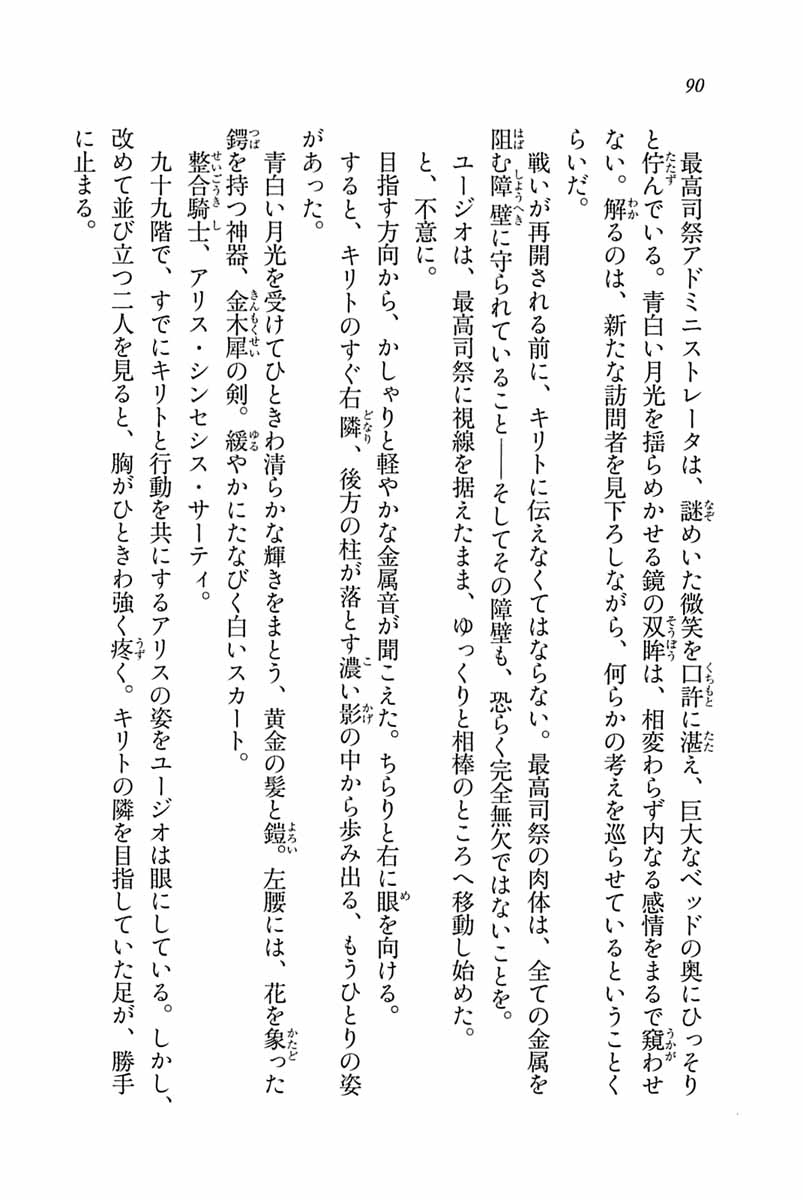 90
最高司祭アドミニストレータは、謎めいた微笑を口許に湛え、巨大なベッドの奥にひっそり
と佇んでいる。青白い月光を揺らめかせる鏡の双眸は、相変わらず内なる感情をまるで窺わせ
ない。解るのは、新たな訪問者を見下ろしながら、何らかの考えを巡らせているということく
らいだ。
戦いが再開される前に、キリトに伝えなくてはならない。最高司祭の肉体は、全ての金属を
阻む障壁に守られていること――そしてその障壁も、恐らく完全無欠ではないことを。
ユージオは、最高司祭に視線を据えたまま、ゆっくりと相棒のところへ移動し始めた。
と、不意に。
目指す方向から、かしゃりと軽やかな金属音が聞こえた。ちらりと右に眼を向ける。
すると、キリトのすぐ右隣、後方の柱が落とす濃い影の中から歩み出る、もうひとりの姿
があった。
青白い月光を受けてひときわ清らかな輝きをまとう、黄金の髪と鎧。左腰には、花を象った
鍔を持つ神器、金木犀の剣。緩やかにたなびく白いスカート。
整合騎士、アリス・シンセシス・サーティ。
九十九階で、すでにキリトと行動を共にするアリスの姿をユージオは眼にしている。しかし、
改めて並び立つ二人を見ると、胸がひときわ強く疼く。キリトの隣を目指していた足が、勝手
に止まる。